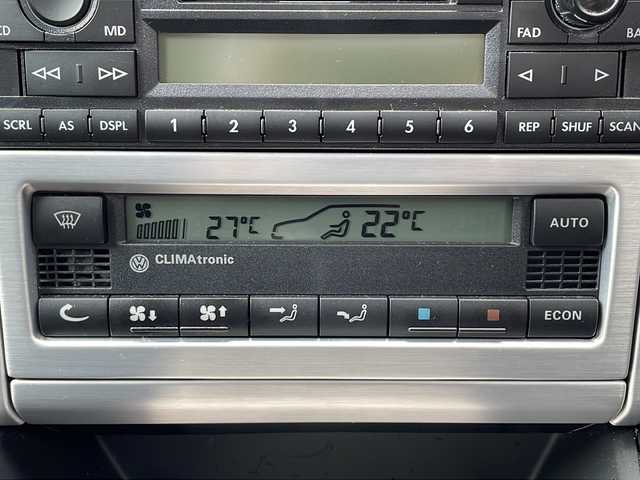 CD MD FAD BA
SCRL AS DSPL 1 2 3 4 5 6 REP SHUF SCAN
27°C 22°C AUTO
CLIMAtronic
ECON